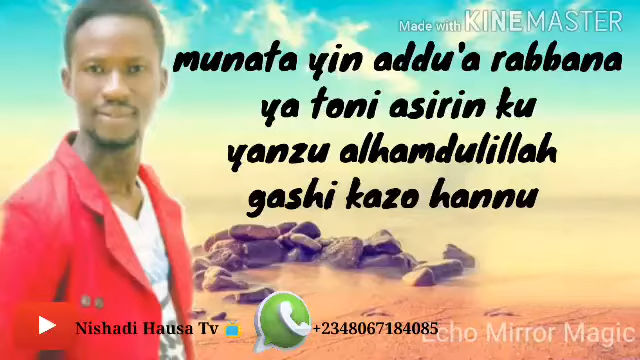 Made with KINEMASTER
munata yin addu'a rabbana
ya toni asirin ku
yanzu alhamdulillah
gashi kazo hannu
Nishadi Hausa Tv
+2348067184085
Echo Mirror Magic